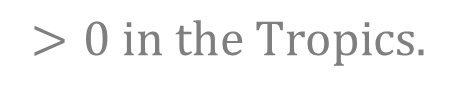 > 0 in the Tropics.